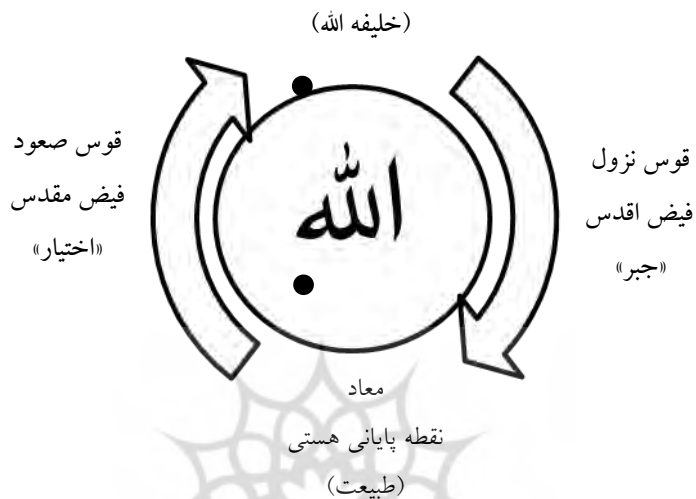 (خلیفه الله)
قوس نزول
فیض اقدس
«جبر»
الله
قوس صعود
فیض مقدس
«اختیار»
معاد
نقطه پایانی هستی
(طبیعت)